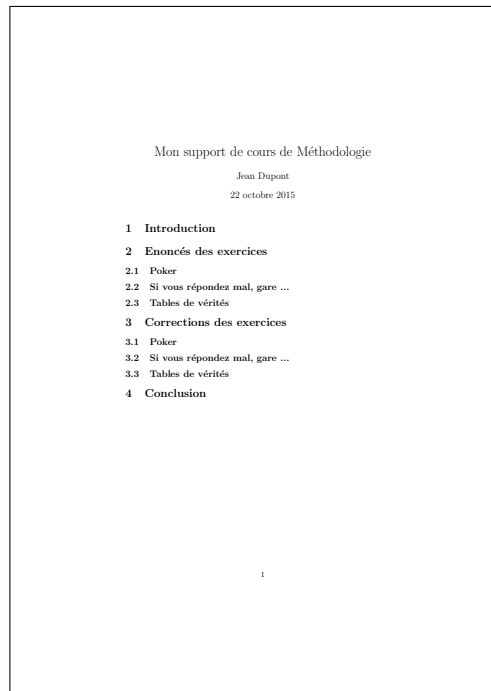 Mon support de cours de Méthodologie
Jean Dupont
22 octobre 2015
1 Introduction
2 Enoncés des exercices
2.1 Poker
2.2 Si vous répondez mal, gare ...
2.3 Tables de vérités
3 Corrections des exercices
3.1 Poker
3.2 Si vous répondez mal, gare ...
3.3 Tables de vérités
4 Conclusion
1